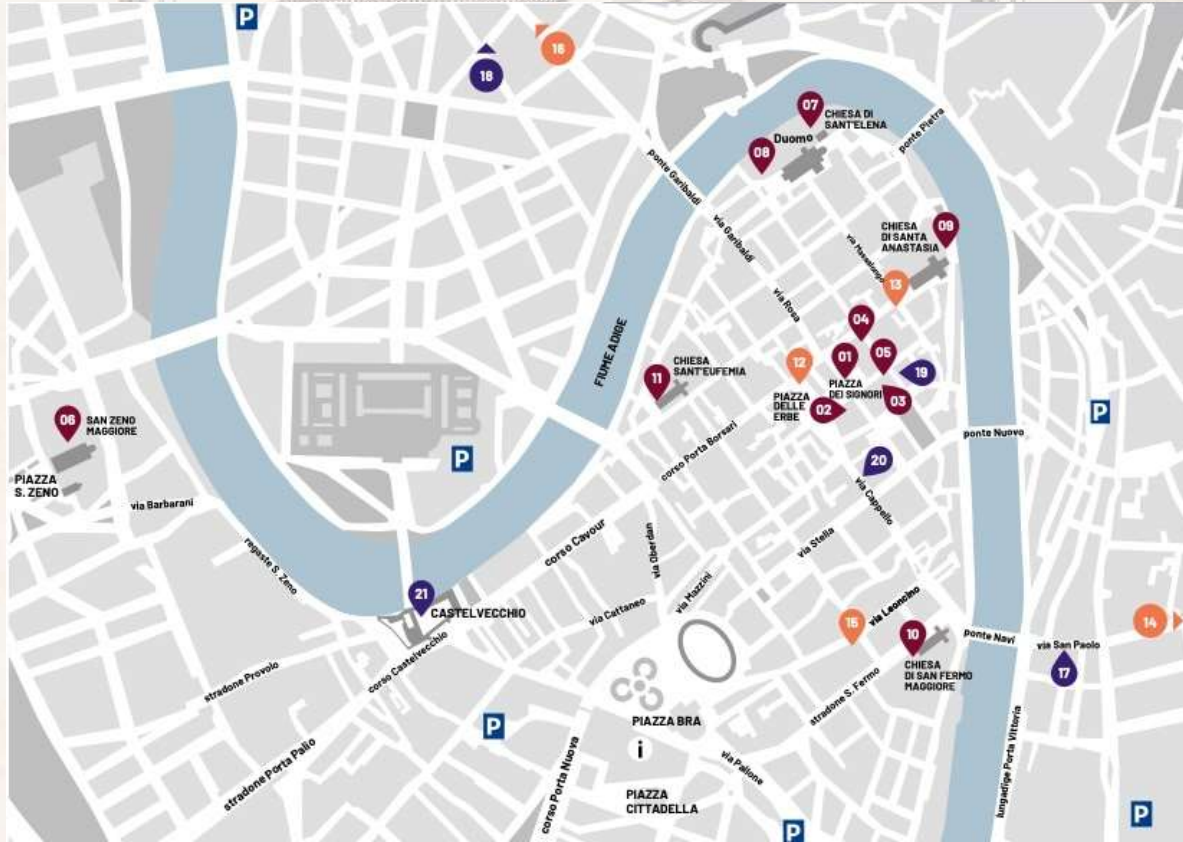 P
16
18
07
CHIESA DI
SANT'ELENA
Duomo
08
ponte Pietra
ponte Garibaldi
via Garibaldi
09
CHIESA
DI SANTA
ANASTASIA
via Massalongo
13
via Rosa
04
FIUME ADIGE
01
05
12
19
11
CHIESA
SANT'EUFEMIA
PIAZZA
DEI SIGNORI
03
PIAZZA
DELLE
ERBE
02
P
06
SAN ZENO
MAGGIORE
corso Porta Borsari
ponte Nuovo
P
20
PIAZZA
S. ZENO
via Cappello
via Barbarani
corso Cavour
via Oberdan
via Stella
regaste S. Zeno
via Mazzini
21
CASTELVECCHIO
via Cattaneo
via Leoncino
15
14
10
ponte Navi
via San Paolo
corso Castelvecchio
stradone Provolo
CHIESA
DI SAN FERMO
MAGGIORE
17
stradone S. Fermo
P
PIAZZA BRA
i
lungadige Porta Vittoria
stradone Porta Palio
corso Porta Nuova
via Pallone
PIAZZA
CITTADELLA
P
P